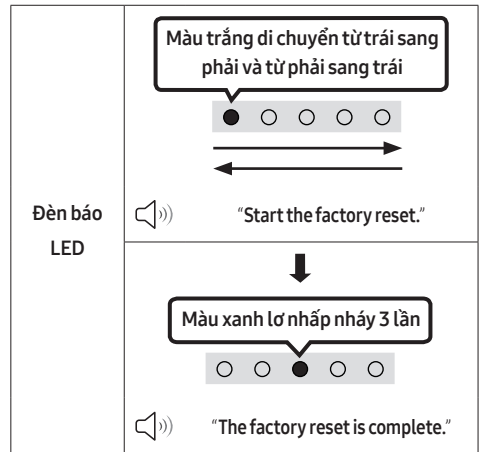 Màu trắng di chuyển từ trái sang
phải và từ phải sang trái
Đèn báo
LED
"Start the factory reset."
Màu xanh lơ nhấp nháy 3 lần
"The factory reset is complete."